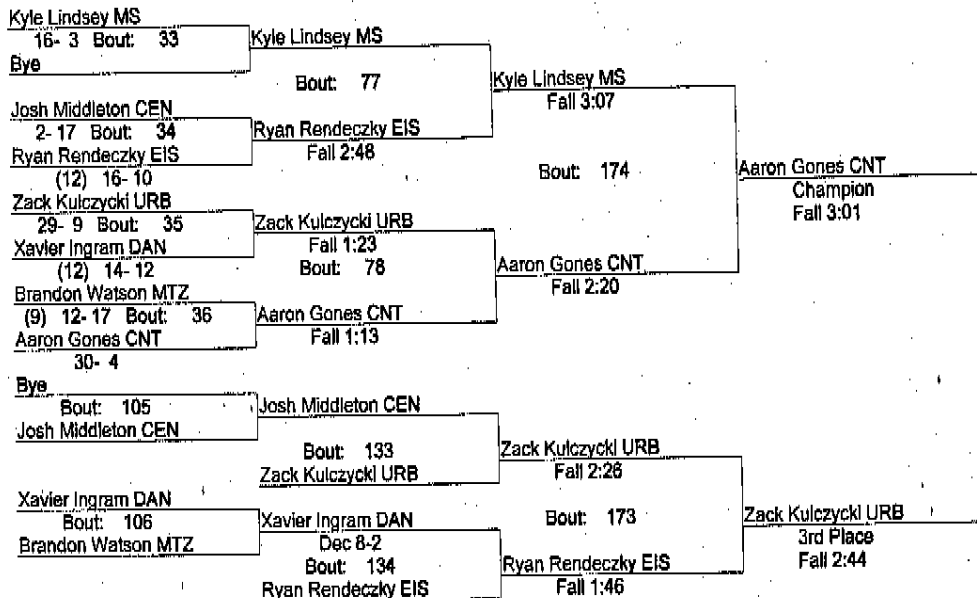 Kyle Lindsey MS
16- 3 Bout: 33
Bye
Kyle Lindsey MS
Bout: 77
Josh Middleton CEN
2- 17 Bout: 34
Ryan Rendeczky EIS
(12) 16- 10
Ryan Rendeczky EIS
Fall 2:48
Kyle Lindsey MS
Fall 3:07
Bout: 174
Zack Kulczycki URB
29- 9 Bout: 35
Xavier Ingram DAN
(12) 14- 12
Zack Kulczycki URB
Fall 1:23
Bout: 78
Brandon Watson MTZ
(9) 12- 17 Bout: 36
Aaron Gones CNT
30- 4
Aaron Gones CNT
Fall 1:13
Aaron Gones CNT
Fall 2:20
Aaron Gones CNT
Champion
Fall 3:01
Bye
Bout: 105
Josh Middleton CEN
Josh Middleton CEN
Bout: 133
Zack Kulczycki URB
Zack Kulczycki URB
Fall 2:26
Bout: 173
Xavier Ingram DAN
Bout: 106
Brandon Watson MTZ
Xavier Ingram DAN
Dec 8-2
Bout: 134
Ryan Rendeczky EIS
Ryan Rendeczky EIS
Fall 1:46
Zack Kulczycki URB
3rd Place
Fall 2:44